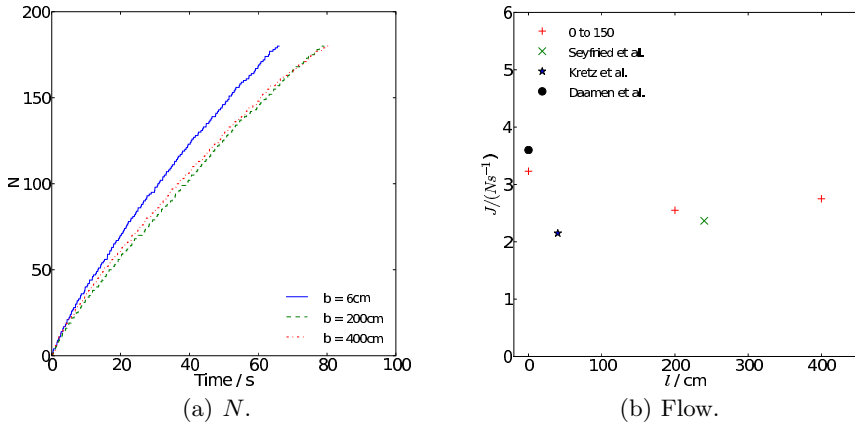 200
150
100
50
0
N
0 20 40 60 80 100
Time / s
b = 6cm
b = 200cm
b = 400cm
(a) N.
6
5
4
3
2
1
0
J/(Ns⁻¹)
0 100 200 300 400
l / cm
0 to 150
Seyfried et al.
Kretz et al.
Daamen et al.
(b) Flow.